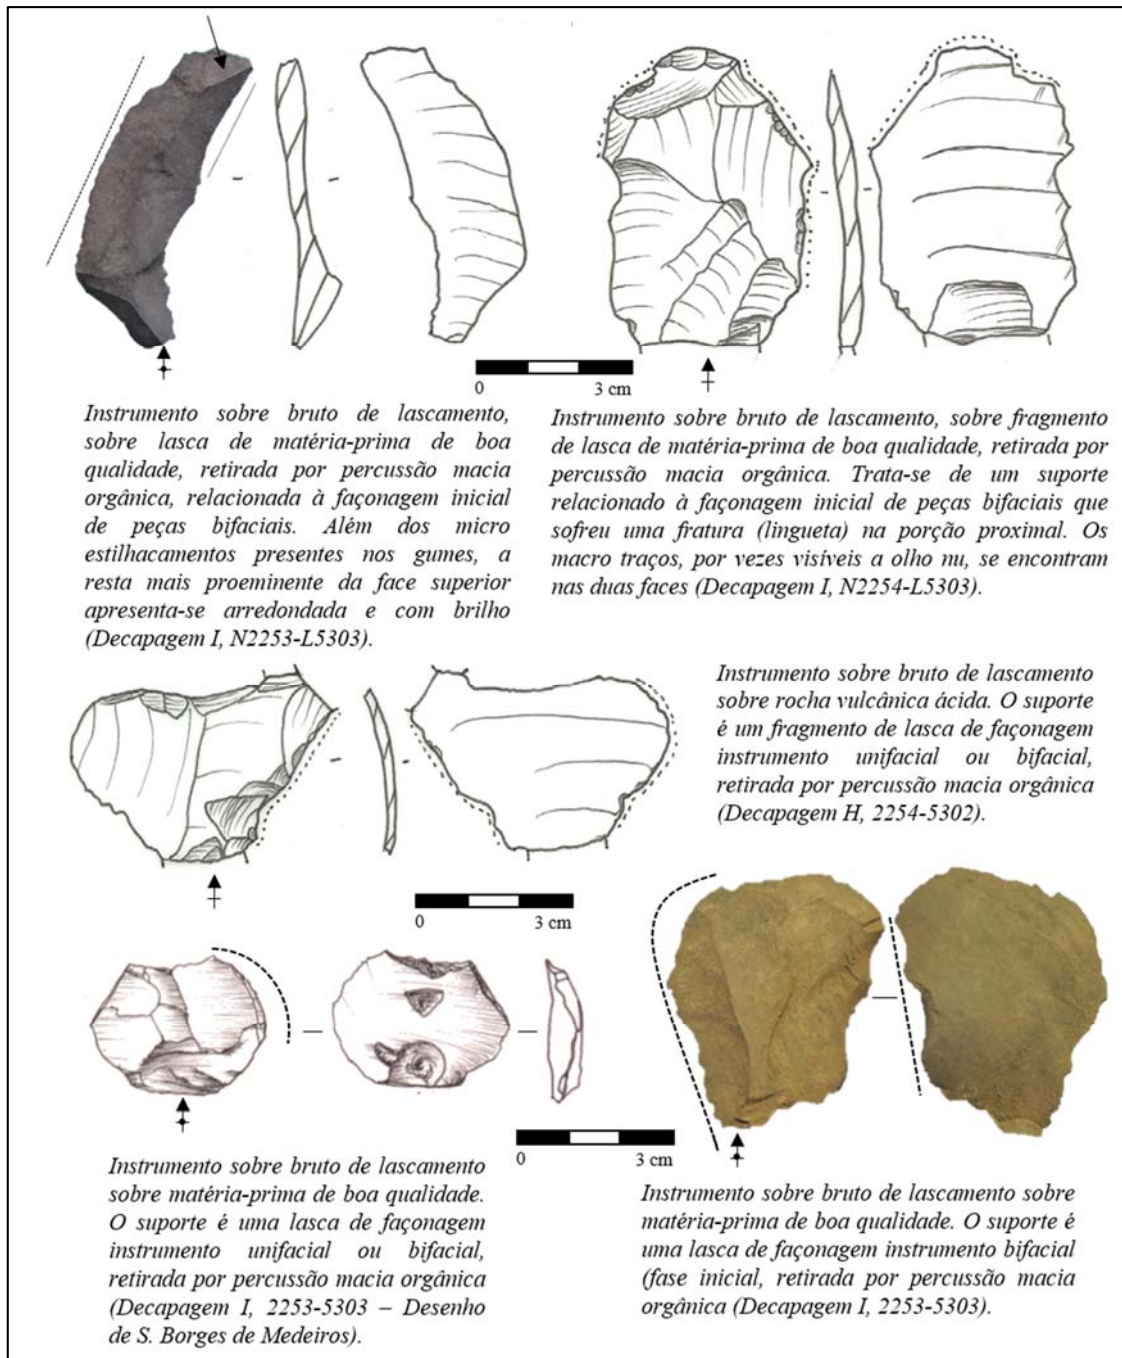 0 3 cm
Instrumento sobre bruto de lascamento,
sobre lasca de matéria-prima de boa
qualidade, retirada por percussão macia
orgânica, relacionada à façonagem inicial
de peças bifaciais. Além dos micro
estilhacamentos presentes nos gumes, a
resta mais proeminente da face superior
apresenta-se arredondada e com brilho
(Decapagem I, N2253-L5303).
Instrumento sobre bruto de lascamento, sobre fragmento
de lasca de matéria-prima de boa qualidade, retirada por
percussão macia orgânica. Trata-se de um suporte
relacionado à façonagem inicial de peças bifaciais que
sofreu uma fratura (lingueta) na porção proximal. Os
macro traços, por vezes visíveis a olho nu, se encontram
nas duas faces (Decapagem I, N2254-L5303).
Instrumento sobre bruto de lascamento
sobre rocha vulcânica ácida. O suporte
é um fragmento de lasca de façonagem
instrumento unifacial ou bifacial,
retirada por percussão macia orgânica
(Decapagem H, 2254-5302).
0 3 cm
0 3 cm
Instrumento sobre bruto de lascamento
sobre matéria-prima de boa qualidade.
O suporte é uma lasca de façonagem
instrumento unifacial ou bifacial,
retirada por percussão macia orgânica
(Decapagem I, 2253-5303 – Desenho
de S. Borges de Medeiros).
Instrumento sobre bruto de lascamento sobre
matéria-prima de boa qualidade. O suporte é
uma lasca de façonagem instrumento bifacial
(fase inicial, retirada por percussão macia
orgânica (Decapagem I, 2253-5303).